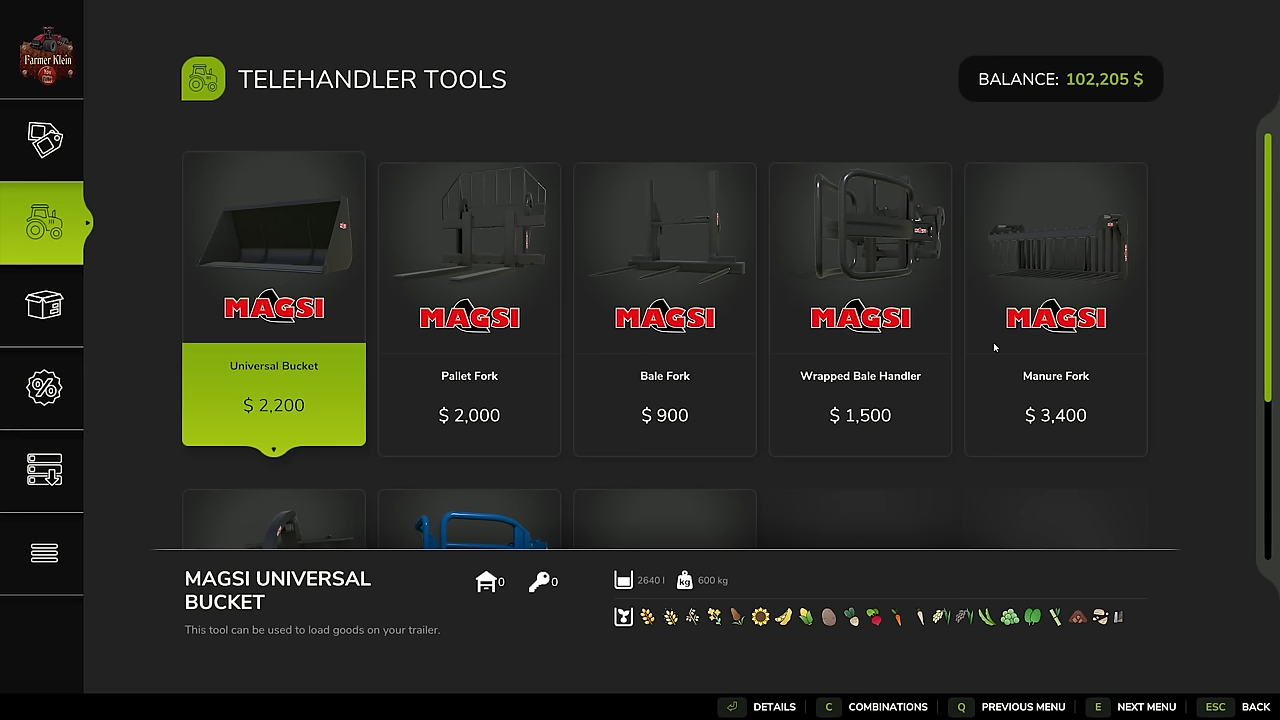 Farmer Klein
You
Tube
TELEHANDLER TOOLS
BALANCE: 102,205 $
MAGSI
MAGSI
MAGSI
MAGSI
MAGSI
Universal Bucket
$ 2,200
Pallet Fork
$ 2,000
Bale Fork
$ 900
Wrapped Bale Handler
$ 1,500
Manure Fork
$ 3,400
MAGSI UNIVERSAL
BUCKET
0
0
2640 l
kg
600 kg
This tool can be used to load goods on your trailer.
DETAILS
C COMBINATIONS
Q PREVIOUS MENU
E NEXT MENU
ESC BACK